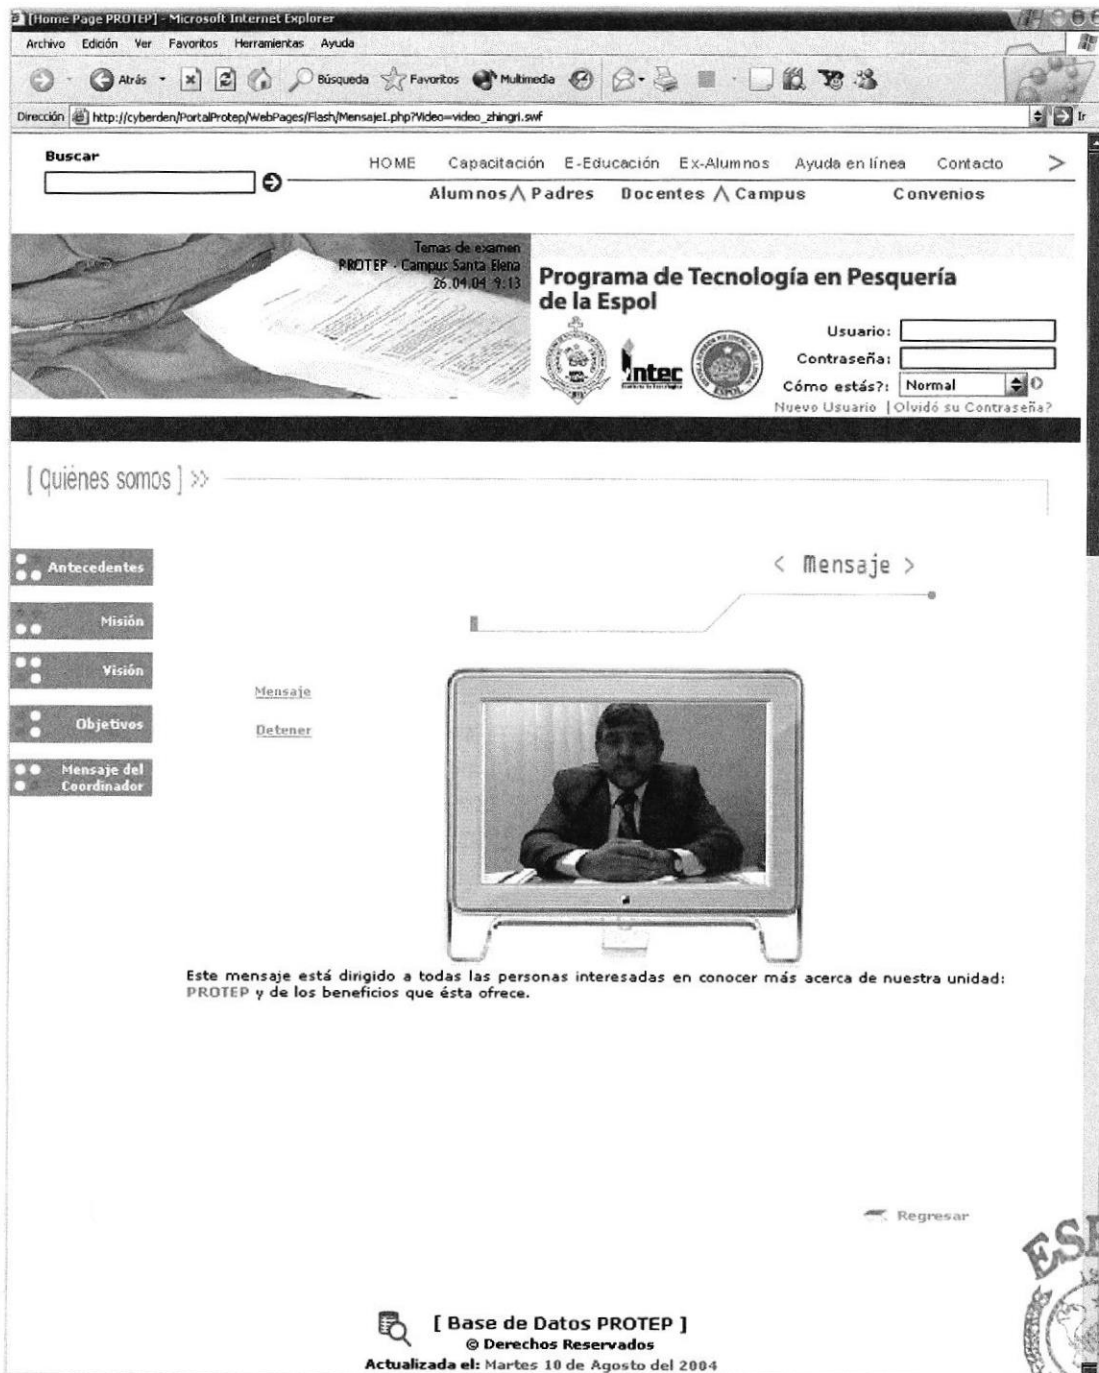 [Home Page PROTEP] - Microsoft Internet Explorer
Archivo Edición Ver Favoritos Herramientas Ayuda
Atrás Búsqueda Favoritos Multimedia
Dirección http://cyberden/PortalProtep/WebPages/Flash/Mensaje1.php?Video=video_zhingri.swf Ir
Buscar
HOME Capacitación E-Educación Ex-Alumnos Ayuda en línea Contacto >
Alumnos Padres Docentes Campus Convenios
Temas de examen
PROTEP - Campus Santa Elena
26.04.04 9:13
Programa de Tecnología en Pesquería
de la Espol
intec
ESPOL
Usuario:
Contraseña:
Cómo estás?: Normal
Nuevo Usuario | Olvidó su Contraseña?
[ Quiénes somos ] >>
Antecedentes
Misión
Visión
Objetivos
Mensaje del
Coordinador
< Mensaje >
Mensaje
Detener
Este mensaje está dirigido a todas las personas interesadas en conocer más acerca de nuestra unidad:
PROTEP y de los beneficios que ésta ofrece.
Regresar
[ Base de Datos PROTEP ]
© Derechos Reservados
Actualizada el: Martes 10 de Agosto del 2004